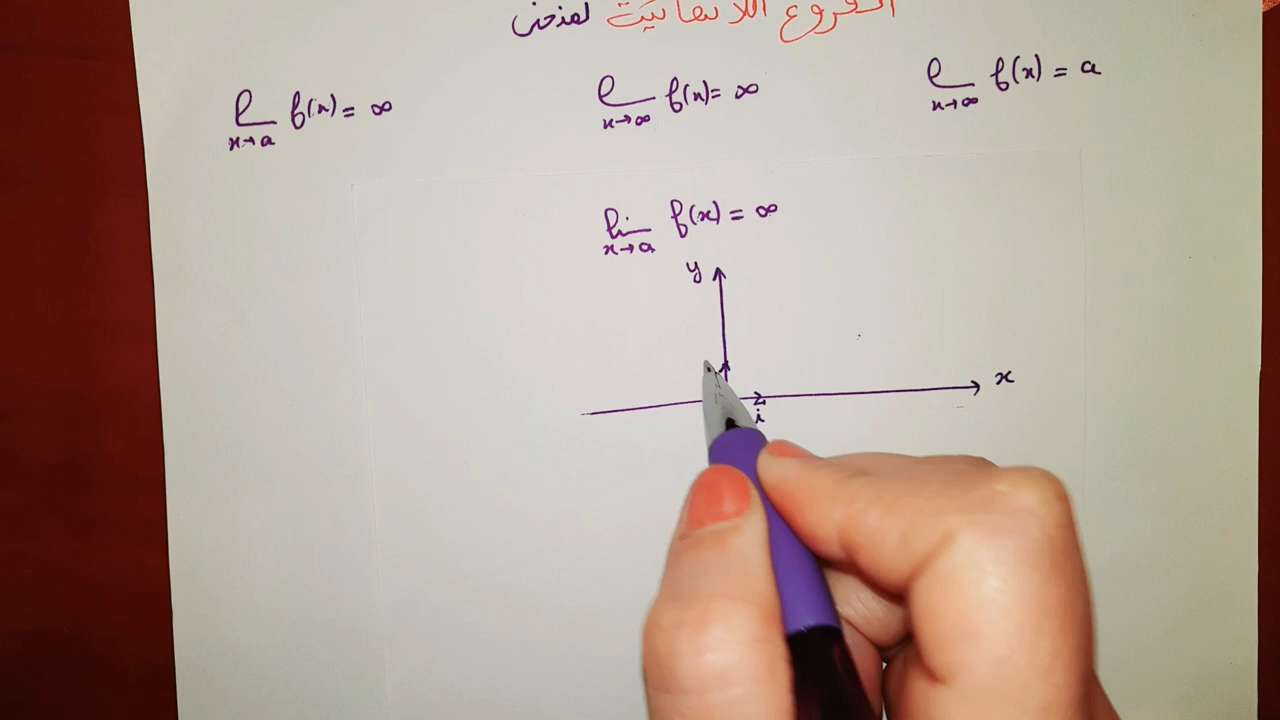 الفروع اللانهائية لمنحنى
lim x→a f(x) = ∞
lim x→∞ f(x) = ∞
lim x→∞ f(x) = a
lim x→a f(x) = ∞
y
x
i